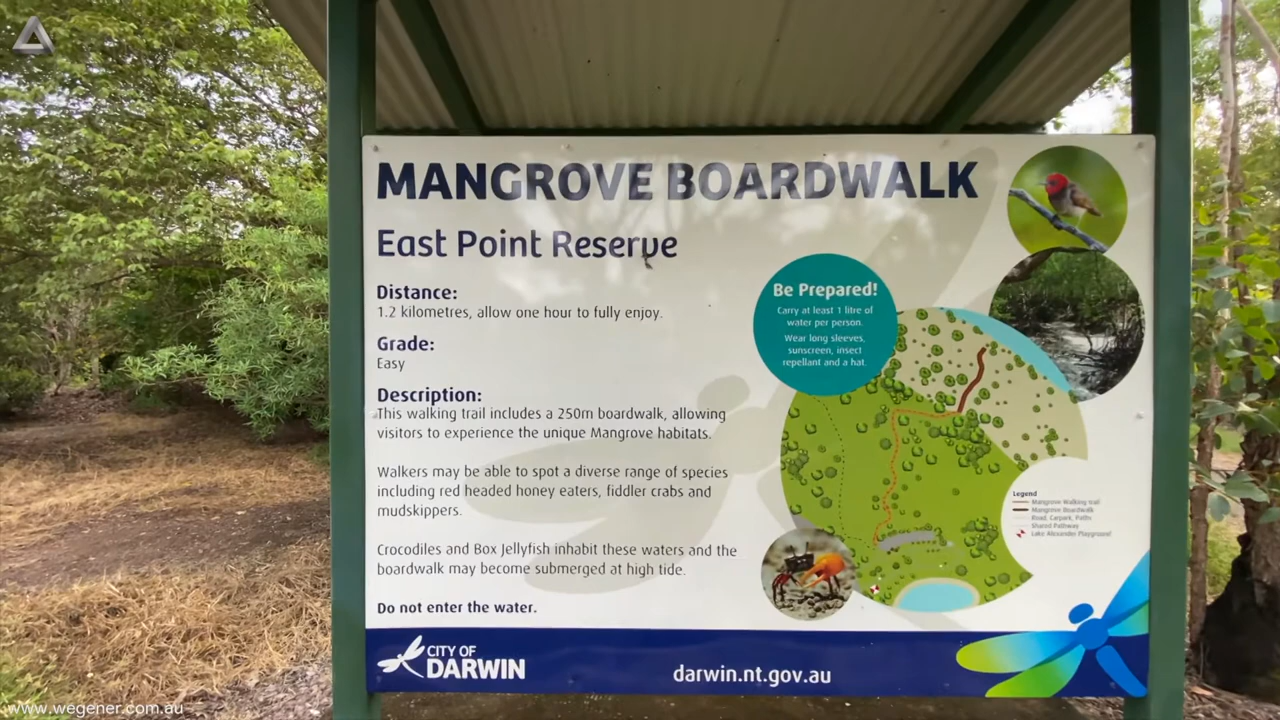 MANGROVE BOARDWALK
East Point Reserve
Distance:
1.2 kilometres, allow one hour to fully enjoy.
Grade:
Easy
Description:
This walking trail includes a 250m boardwalk, allowing
visitors to experience the unique Mangrove habitats.
Walkers may be able to spot a diverse range of species
including red headed honey eaters, fiddler crabs and
mudskippers.
Crocodiles and Box Jellyfish inhabit these waters and the
boardwalk may become submerged at high tide.
Do not enter the water.
Be Prepared!
Carry at least 1 litre of
water per person.
Wear long sleeves,
sunscreen, insect
repellant and a hat.
Legend
Mangrove Walking trail
Mangrove Boardwalk
Road, Carpark, Paths
Shared Pathway
Lake Alexander Playground
CITY OF
DARWIN
darwin.nt.gov.au
www.wegener.com.au